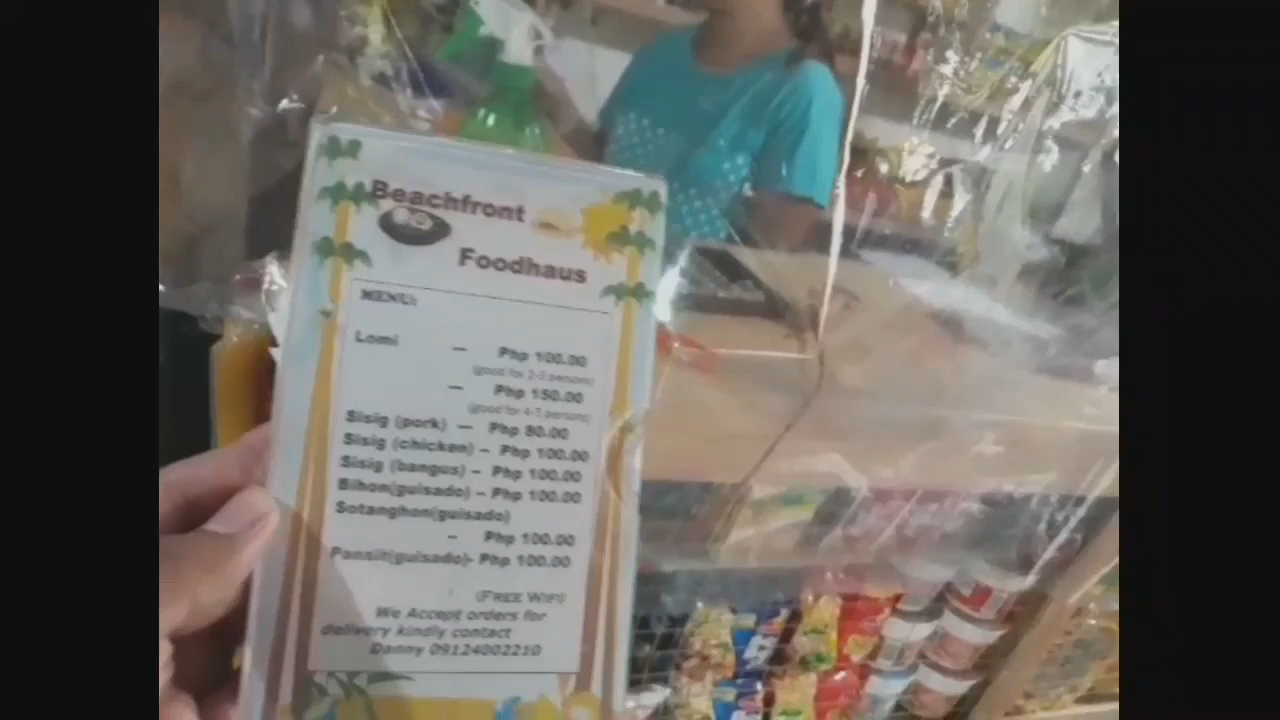 Beachfront
Foodhaus
MENU:
Lomi — Php 100.00
(good for 2-3 persons)
— Php 150.00
(good for 4-5 persons)
Sisig (pork) — Php 80.00
Sisig (chicken) – Php 100.00
Sisig (bangus) – Php 100.00
Bihon(guisado) – Php 100.00
Sotanghon(guisado)
– Php 100.00
Pansit(guisado)- Php 100.00
(FREE WiFi)
We Accept orders for
delivery kindly contact
Danny 09124002210